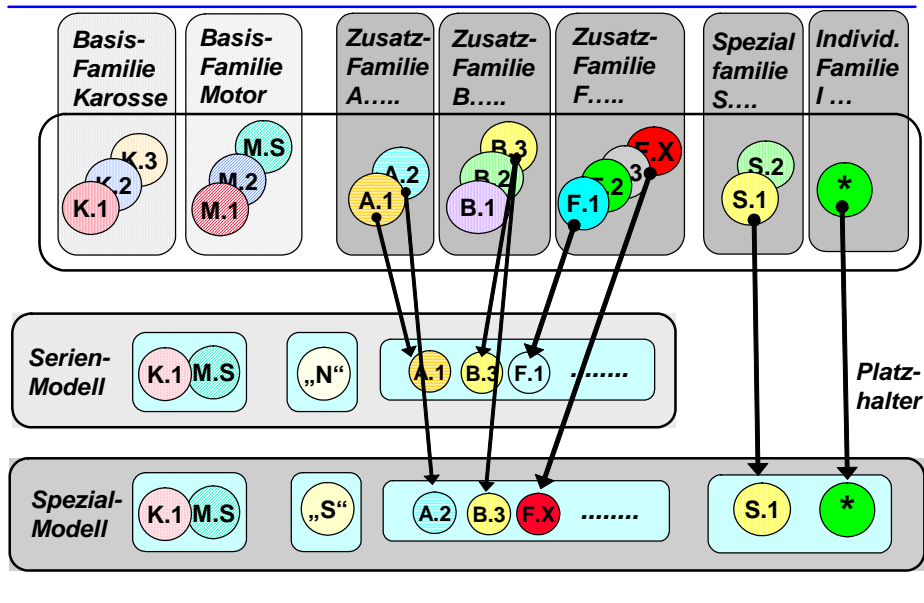 Basis-
Familie
Karosse
Basis-
Familie
Motor
Zusatz-
Familie
A…..
Zusatz-
Familie
B…..
Zusatz-
Familie
F…..
Spezial
familie
S….
Individ.
Familie
I …
K.3
K.2
K.1
M.S
M.2
M.1
A.2
A.1
B.3
B.2
B.1
F.X
3
F.2
F.1
S.2
S.1
*
Serien-
Modell
K.1 M.S
„N“
A.1 B.3 F.1 ........
Platz-
halter
Spezial-
Modell
K.1 M.S
„S“
A.2 B.3 F.X ........
S.1 *